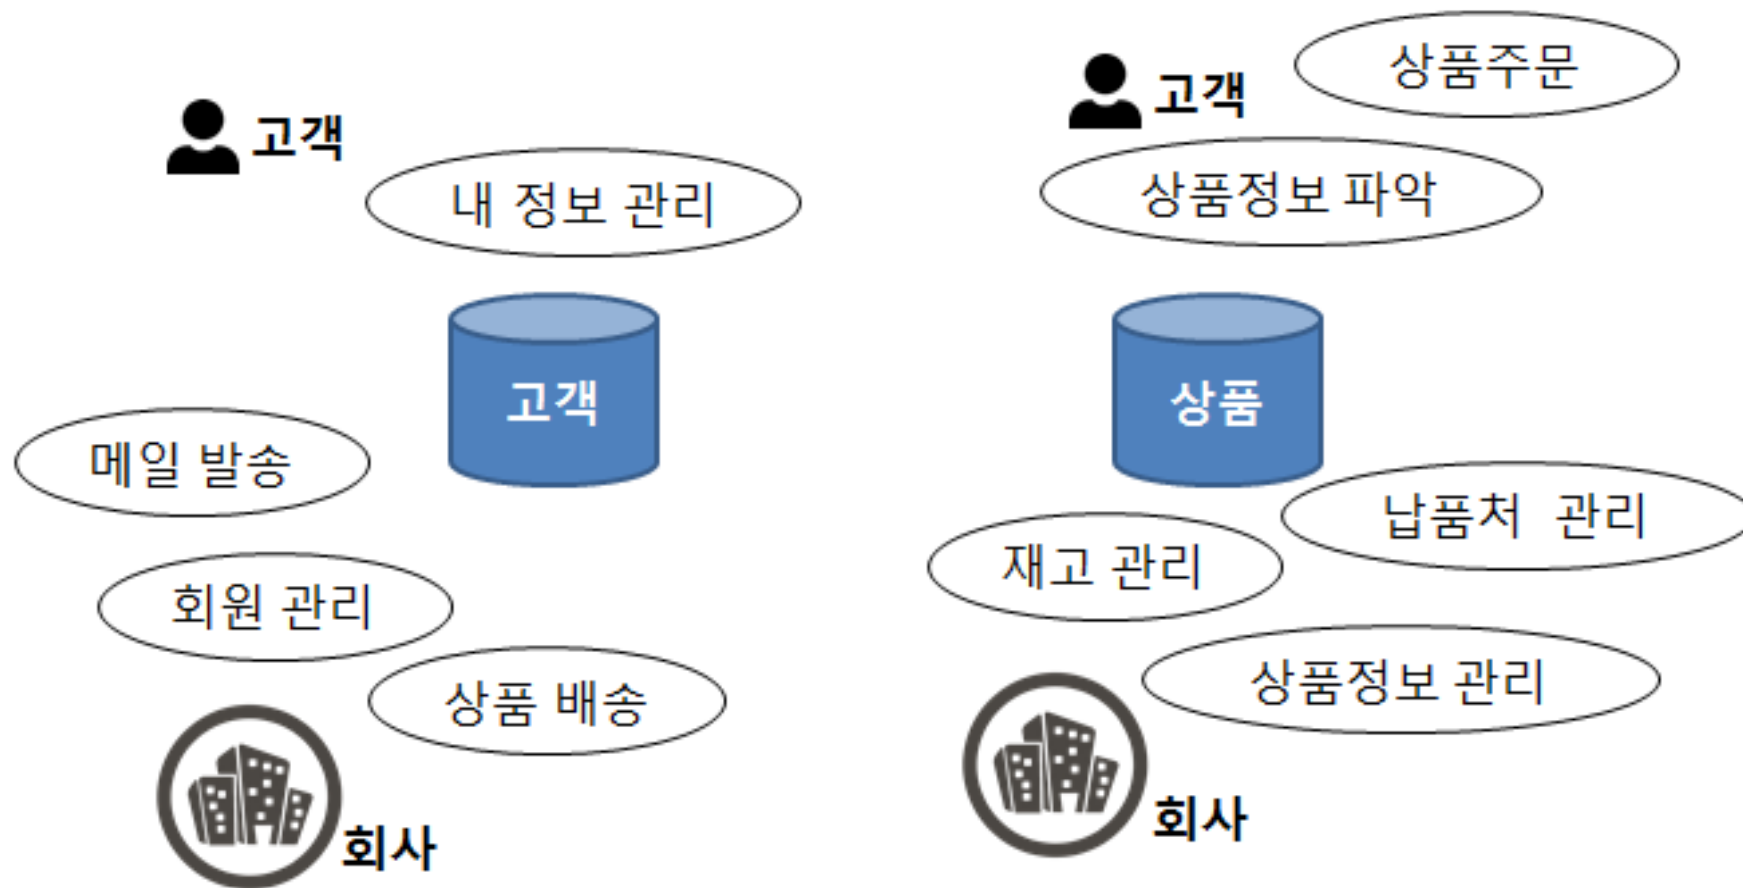 고객
내 정보 관리
고객
메일 발송
회원 관리
상품 배송
회사
상품주문
고객
상품정보 파악
상품
납품처 관리
재고 관리
상품정보 관리
회사